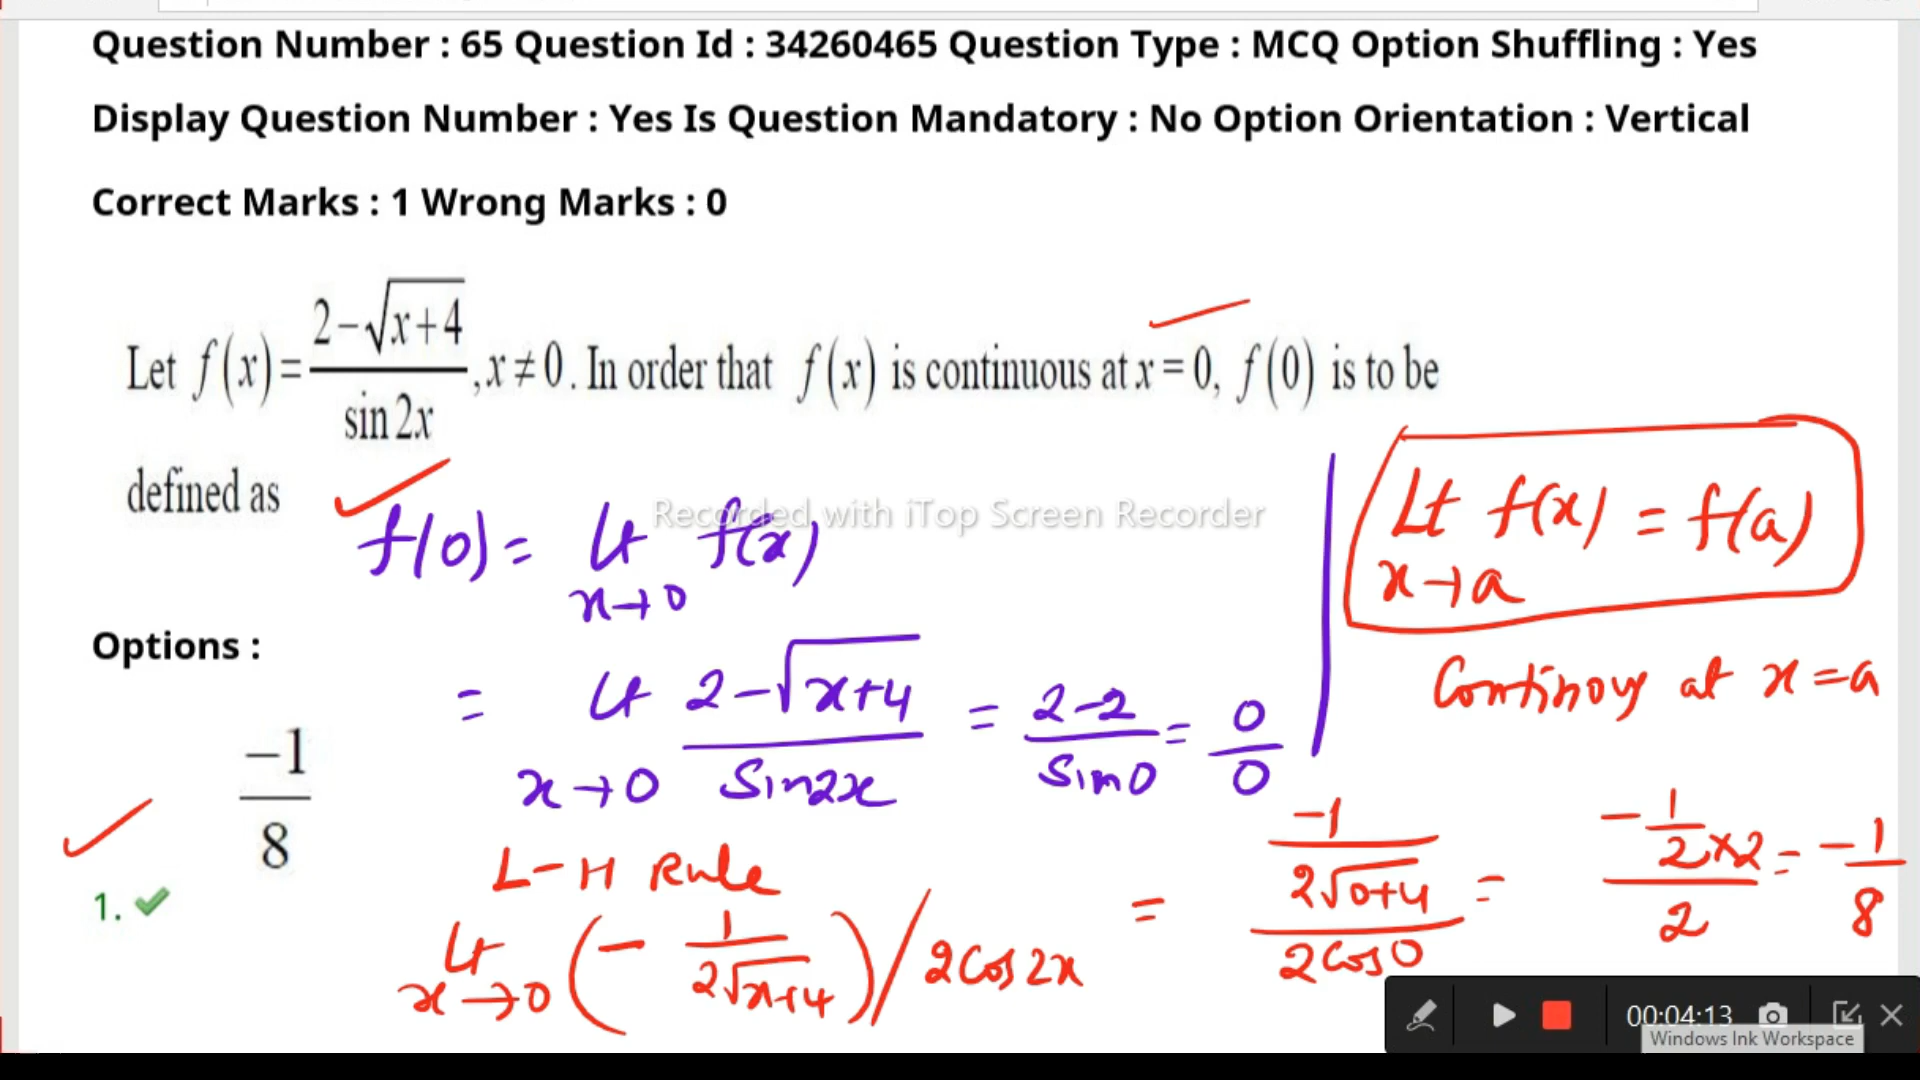 Question Number : 65 Question Id : 34260465 Question Type : MCQ Option Shuffling : Yes
Display Question Number : Yes Is Question Mandatory : No Option Orientation : Vertical
Correct Marks : 1 Wrong Marks : 0
Let f(x) = (2-√(x+4))/(sin 2x), x ≠ 0. In order that f(x) is continuous at x = 0, f(0) is to be
defined as
Recorded with iTop Screen Recorder
f(0) = Lt x→0 f(x)
Lt x→a f(x) = f(a)
Continous at x = a
Options :
= Lt x→0 (2-√(x+4))/(Sin2x) = (2-2)/(Sin0) = 0/0
-1/8
1.
L-H Rule
Lt x→0 (- 1/(2√(x+4))) / 2Cos2x = (-1/(2√(0+4)))/(2Cos0) = (-1/(2×2))/2 = -1/8
00:04:13
Windows Ink Workspace